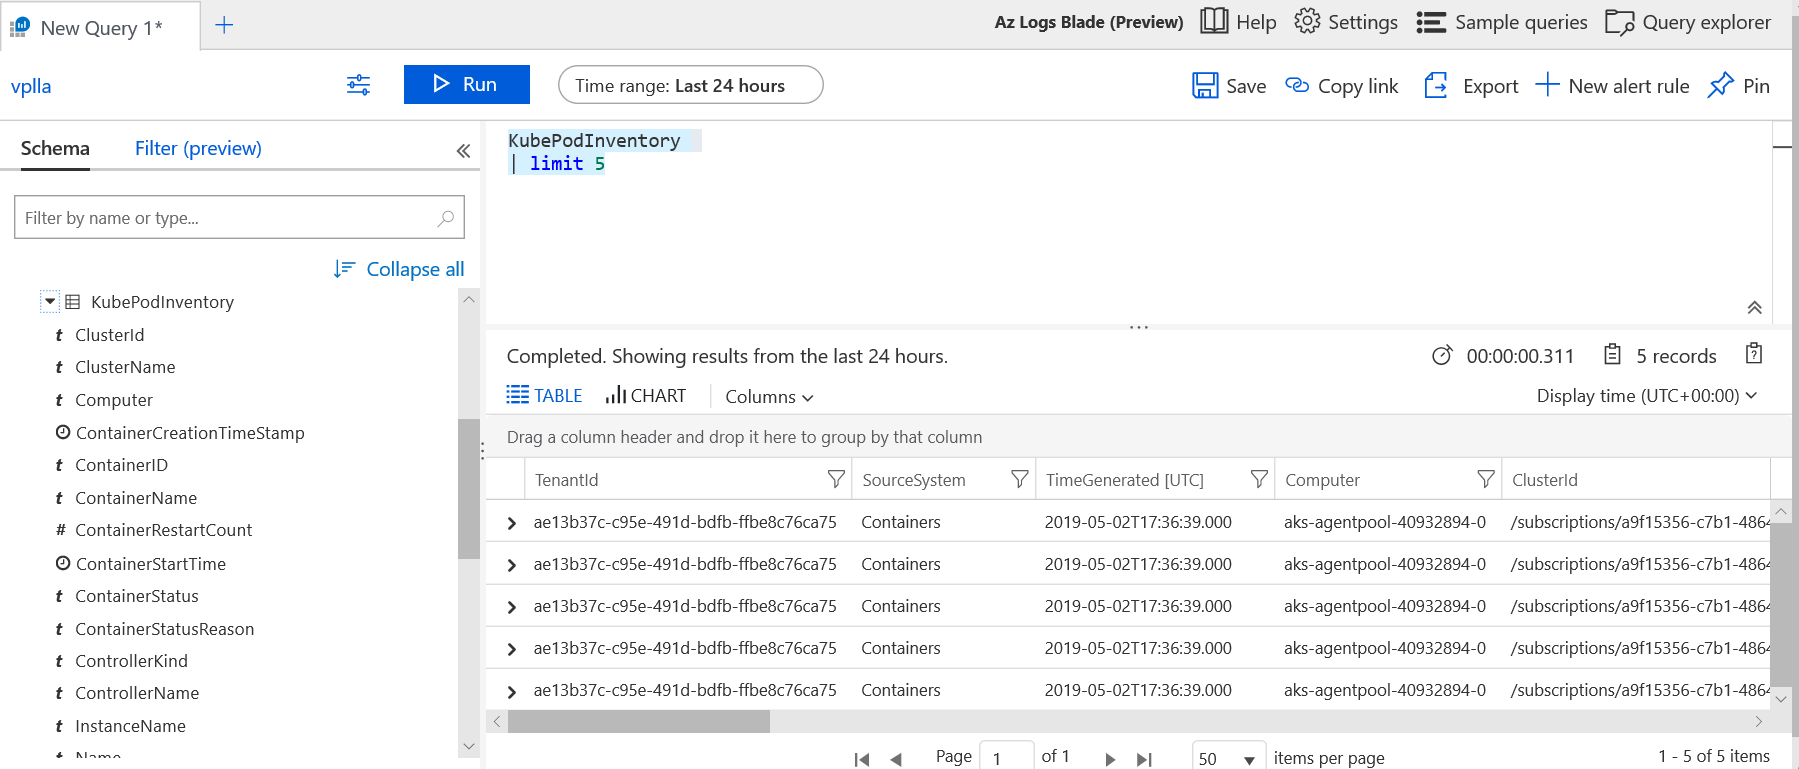 New Query 1*
Az Logs Blade (Preview) Help Settings Sample queries Query explorer
vplla Run Time range: Last 24 hours Save Copy link Export New alert rule Pin
Schema Filter (preview)
Filter by name or type...
Collapse all
KubePodInventory
t ClusterId
t ClusterName
t Computer
ContainerCreationTimeStamp
t ContainerID
t ContainerName
# ContainerRestartCount
ContainerStartTime
t ContainerStatus
t ContainerStatusReason
t ControllerKind
t ControllerName
t InstanceName
t Name
KubePodInventory
| limit 5
Completed. Showing results from the last 24 hours. 00:00:00.311 5 records
TABLE CHART Columns Display time (UTC+00:00)
Drag a column header and drop it here to group by that column
TenantId SourceSystem TimeGenerated [UTC] Computer ClusterId
ae13b37c-c95e-491d-bdfb-ffbe8c76ca75 Containers 2019-05-02T17:36:39.000 aks-agentpool-40932894-0 /subscriptions/a9f15356-c7b1-4864
ae13b37c-c95e-491d-bdfb-ffbe8c76ca75 Containers 2019-05-02T17:36:39.000 aks-agentpool-40932894-0 /subscriptions/a9f15356-c7b1-4864
ae13b37c-c95e-491d-bdfb-ffbe8c76ca75 Containers 2019-05-02T17:36:39.000 aks-agentpool-40932894-0 /subscriptions/a9f15356-c7b1-4864
ae13b37c-c95e-491d-bdfb-ffbe8c76ca75 Containers 2019-05-02T17:36:39.000 aks-agentpool-40932894-0 /subscriptions/a9f15356-c7b1-4864
ae13b37c-c95e-491d-bdfb-ffbe8c76ca75 Containers 2019-05-02T17:36:39.000 aks-agentpool-40932894-0 /subscriptions/a9f15356-c7b1-4864
Page 1 of 1 50 items per page 1 - 5 of 5 items